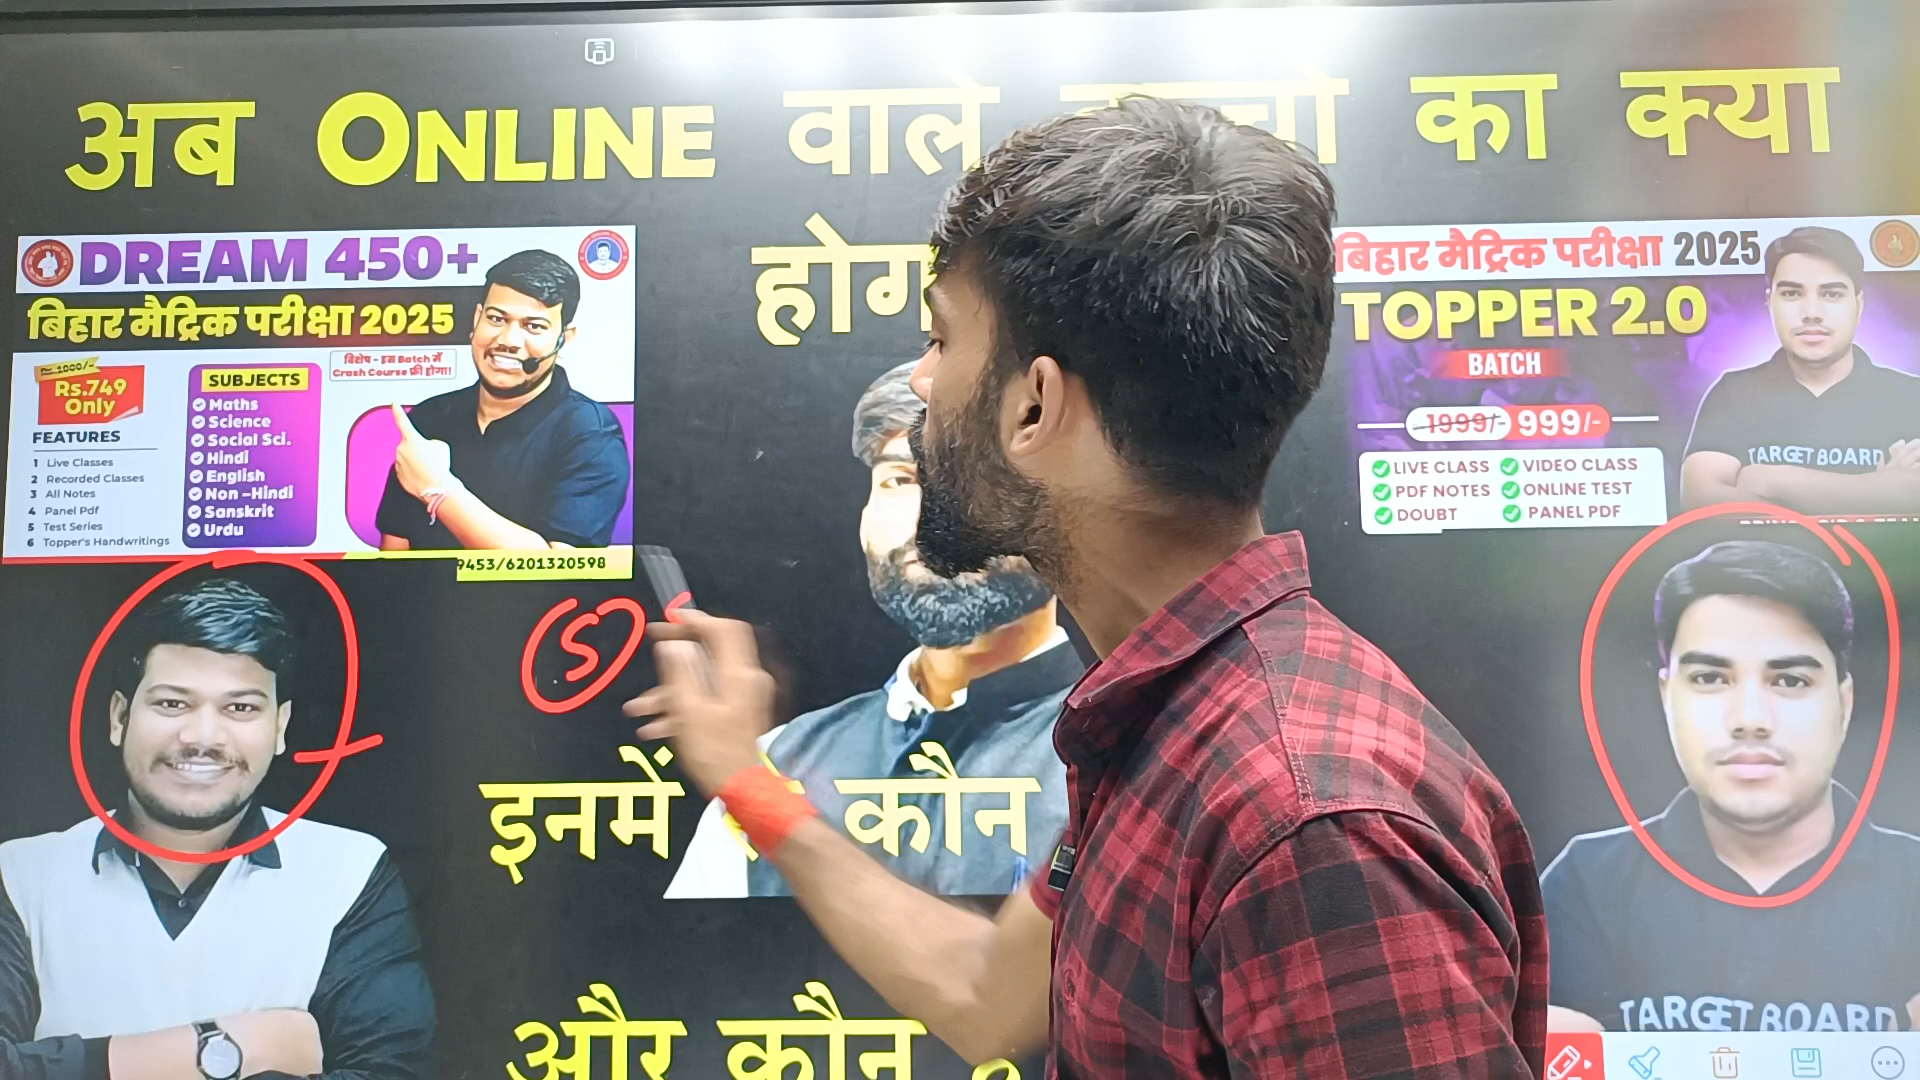 अब ONLINE वाले का क्या
DREAM 450+
बिहार मैट्रिक परीक्षा 2025
Rs.749
Only
FEATURES
1 Live Classes
2 Recorded Classes
3 All Notes
4 Panel Pdf
5 Test Series
6 Topper's Handwritings
SUBJECTS
Maths
Science
Social Sci.
Hindi
English
Non -Hindi
Sanskrit
Urdu
विशेष - इस Batch में
Crash Course फ्री होगा!
9453/6201320598
बिहार मैट्रिक परीक्षा 2025
TOPPER 2.0
BATCH
1999/- 999/-
LIVE CLASS VIDEO CLASS
PDF NOTES ONLINE TEST
DOUBT PANEL PDF
TARGET BOARD
5
इनमें कौन
और कौन
TARGET BOARD